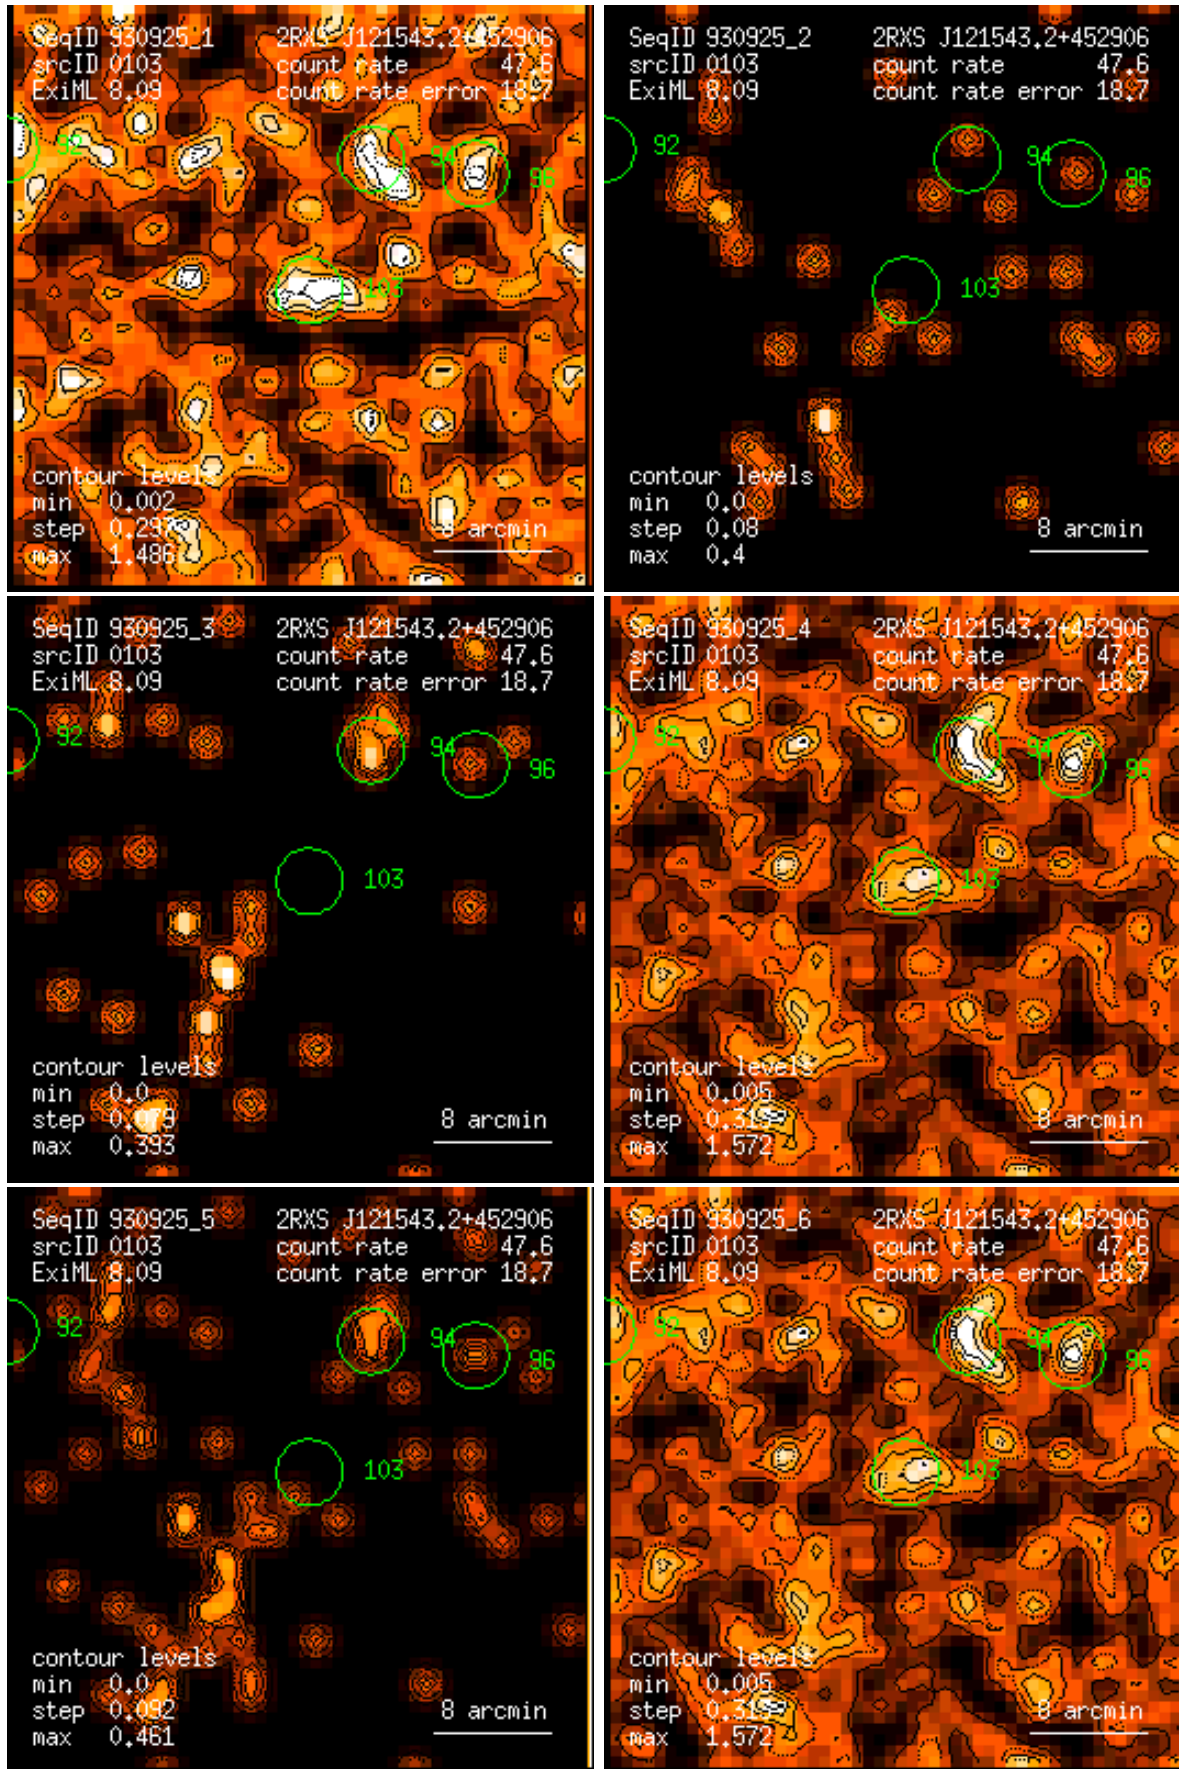 SeqID 930925_1 2RXS J121543.2+452906
srcID 0103 count rate 47.6
ExiML 8.09 count rate error 18.7
92 94 96
103
contour levels
min 0.002
step 0.297 8 arcmin
max 1.486
SeqID 930925_2 2RXS J121543.2+452906
srcID 0103 count rate 47.6
ExiML 8.09 count rate error 18.7
92 94 96
103
contour levels
min 0.0
step 0.08 8 arcmin
max 0.4
SeqID 930925_3 2RXS J121543.2+452906
srcID 0103 count rate 47.6
ExiML 8.09 count rate error 18.7
92 94 96
103
contour levels
min 0.0
step 0.079 8 arcmin
max 0.393
SeqID 930925_4 2RXS J121543.2+452906
srcID 0103 count rate 47.6
ExiML 8.09 count rate error 18.7
92 94 96
103
contour levels
min 0.005
step 8 arcmin
max 1.572
SeqID 930925_5 2RXS J121543.2+452906
srcID 0103 count rate 47.6
ExiML 8.09 count rate error 18.7
92 94 96
103
contour levels
min 0.0
step 0.092 8 arcmin
max 0.461
SeqID 930925_6 2RXS J121543.2+452906
srcID 0103 count rate 47.6
ExiML 8.09 count rate error 18.7
92 94 96
103
contour levels
min 0.005
step 8 arcmin
max 1.572